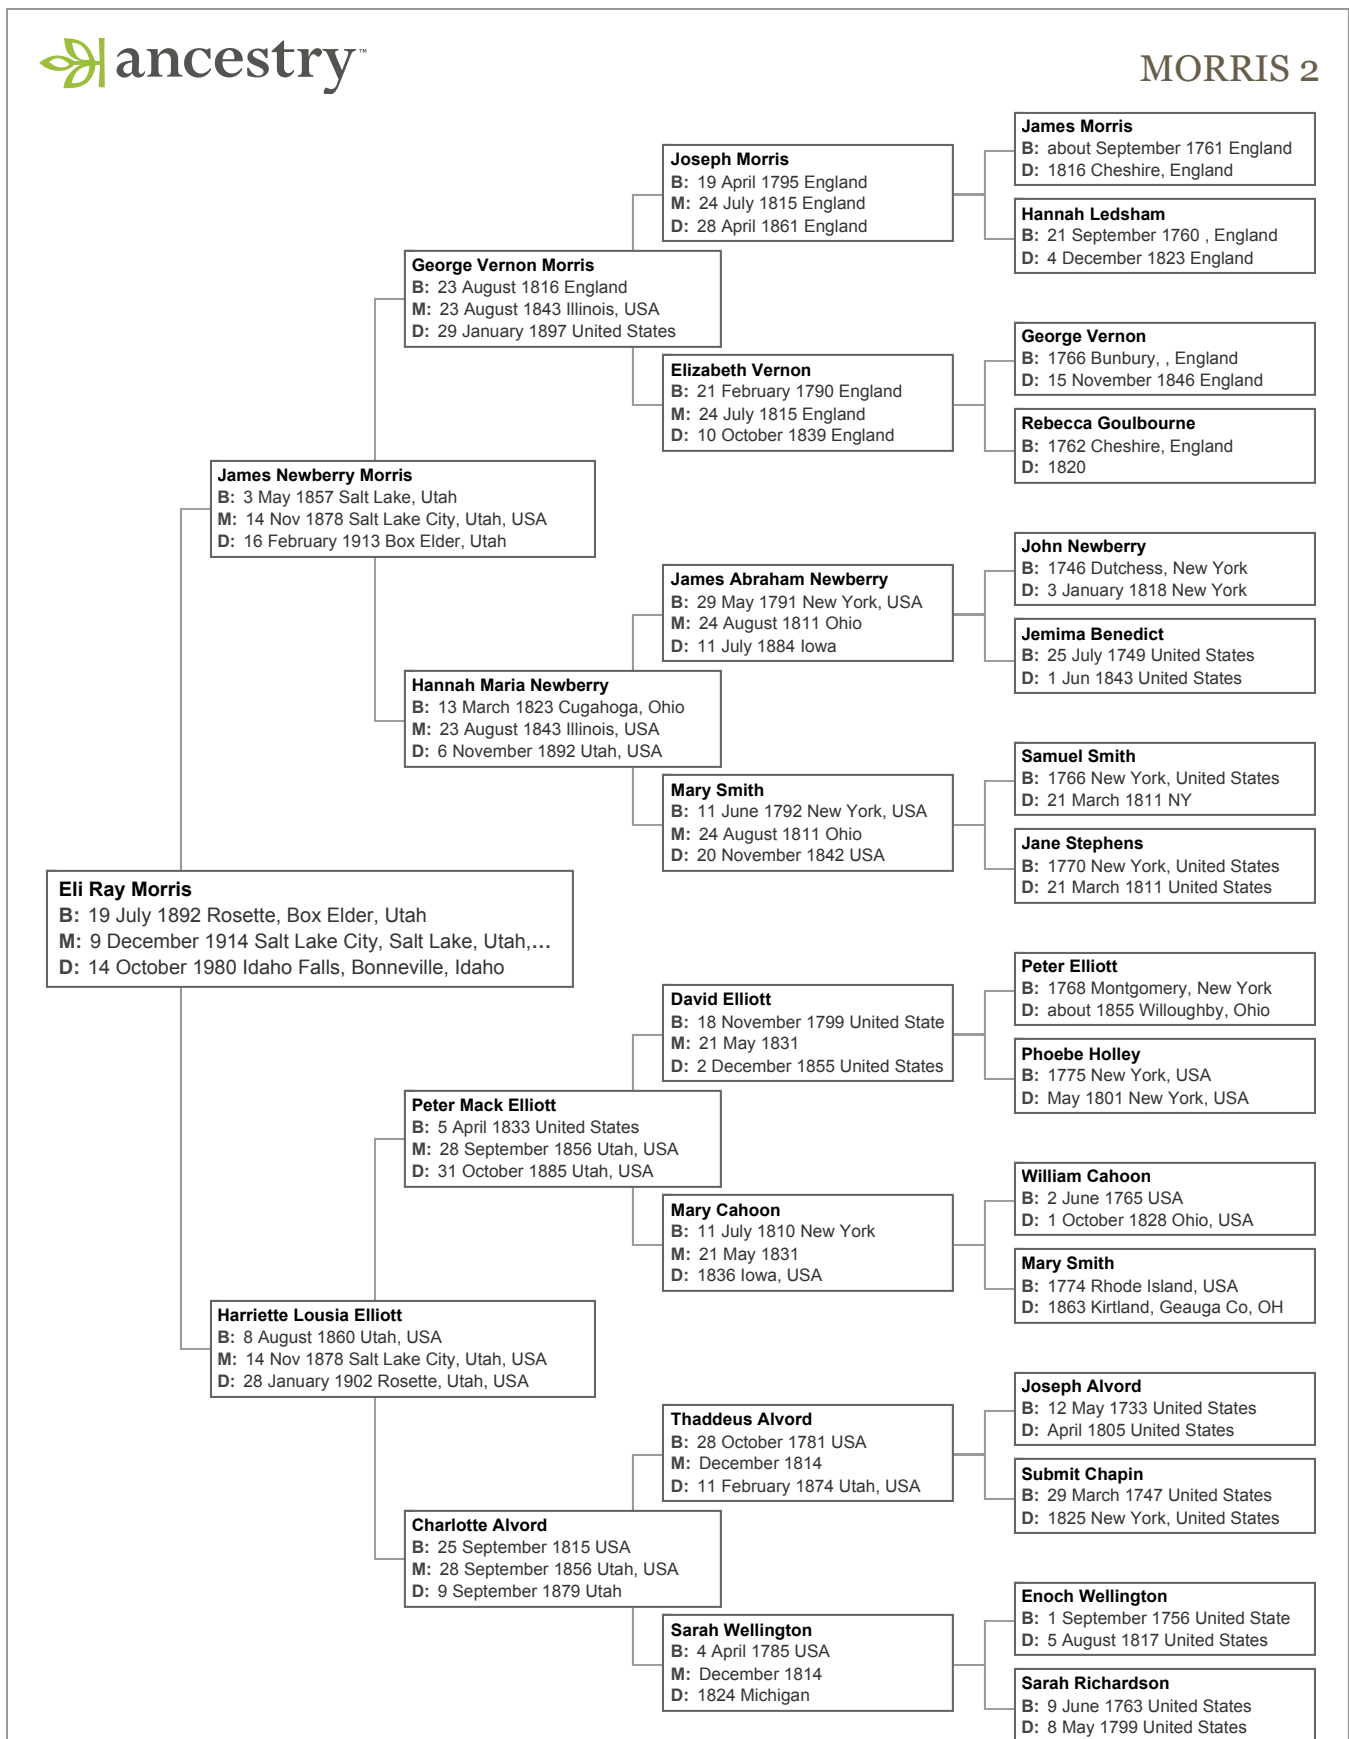 ancestry™
MORRIS 2
James Morris
B: about September 1761 England
D: 1816 Cheshire, England
Joseph Morris
B: 19 April 1795 England
M: 24 July 1815 England
D: 28 April 1861 England
Hannah Ledsham
B: 21 September 1760 , England
D: 4 December 1823 England
George Vernon Morris
B: 23 August 1816 England
M: 23 August 1843 Illinois, USA
D: 29 January 1897 United States
George Vernon
B: 1766 Bunbury, , England
D: 15 November 1846 England
Elizabeth Vernon
B: 21 February 1790 England
M: 24 July 1815 England
D: 10 October 1839 England
Rebecca Goulbourne
B: 1762 Cheshire, England
D: 1820
James Newberry Morris
B: 3 May 1857 Salt Lake, Utah
M: 14 Nov 1878 Salt Lake City, Utah, USA
D: 16 February 1913 Box Elder, Utah
John Newberry
B: 1746 Dutchess, New York
D: 3 January 1818 New York
James Abraham Newberry
B: 29 May 1791 New York, USA
M: 24 August 1811 Ohio
D: 11 July 1884 Iowa
Jemima Benedict
B: 25 July 1749 United States
D: 1 Jun 1843 United States
Hannah Maria Newberry
B: 13 March 1823 Cugahoga, Ohio
M: 23 August 1843 Illinois, USA
D: 6 November 1892 Utah, USA
Samuel Smith
B: 1766 New York, United States
D: 21 March 1811 NY
Mary Smith
B: 11 June 1792 New York, USA
M: 24 August 1811 Ohio
D: 20 November 1842 USA
Jane Stephens
B: 1770 New York, United States
D: 21 March 1811 United States
Eli Ray Morris
B: 19 July 1892 Rosette, Box Elder, Utah
M: 9 December 1914 Salt Lake City, Salt Lake, Utah,...
D: 14 October 1980 Idaho Falls, Bonneville, Idaho
Peter Elliott
B: 1768 Montgomery, New York
D: about 1855 Willoughby, Ohio
David Elliott
B: 18 November 1799 United State
M: 21 May 1831
D: 2 December 1855 United States
Phoebe Holley
B: 1775 New York, USA
D: May 1801 New York, USA
Peter Mack Elliott
B: 5 April 1833 United States
M: 28 September 1856 Utah, USA
D: 31 October 1885 Utah, USA
William Cahoon
B: 2 June 1765 USA
D: 1 October 1828 Ohio, USA
Mary Cahoon
B: 11 July 1810 New York
M: 21 May 1831
D: 1836 Iowa, USA
Mary Smith
B: 1774 Rhode Island, USA
D: 1863 Kirtland, Geauga Co, OH
Harriette Lousia Elliott
B: 8 August 1860 Utah, USA
M: 14 Nov 1878 Salt Lake City, Utah, USA
D: 28 January 1902 Rosette, Utah, USA
Joseph Alvord
B: 12 May 1733 United States
D: April 1805 United States
Thaddeus Alvord
B: 28 October 1781 USA
M: December 1814
D: 11 February 1874 Utah, USA
Submit Chapin
B: 29 March 1747 United States
D: 1825 New York, United States
Charlotte Alvord
B: 25 September 1815 USA
M: 28 September 1856 Utah, USA
D: 9 September 1879 Utah
Enoch Wellington
B: 1 September 1756 United State
D: 5 August 1817 United States
Sarah Wellington
B: 4 April 1785 USA
M: December 1814
D: 1824 Michigan
Sarah Richardson
B: 9 June 1763 United States
D: 8 May 1799 United States